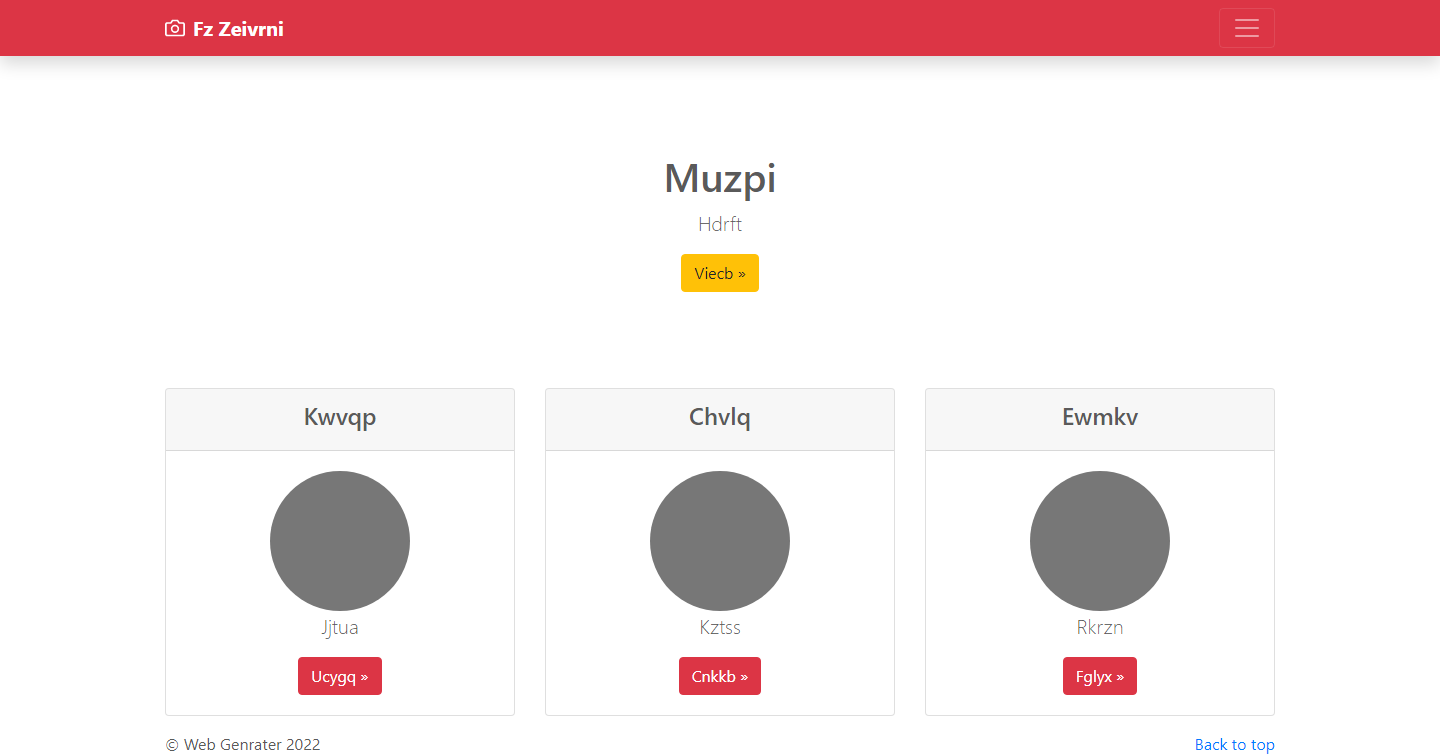 Fz Zeivrni
Muzpi
Hdrft
Viecb »
Kwvqp
Chvlq
Ewmkv
Jjtua
Kztss
Rkrzn
Ucygq »
Cnkkb »
Fglyx »
© Web Genrater 2022
Back to top